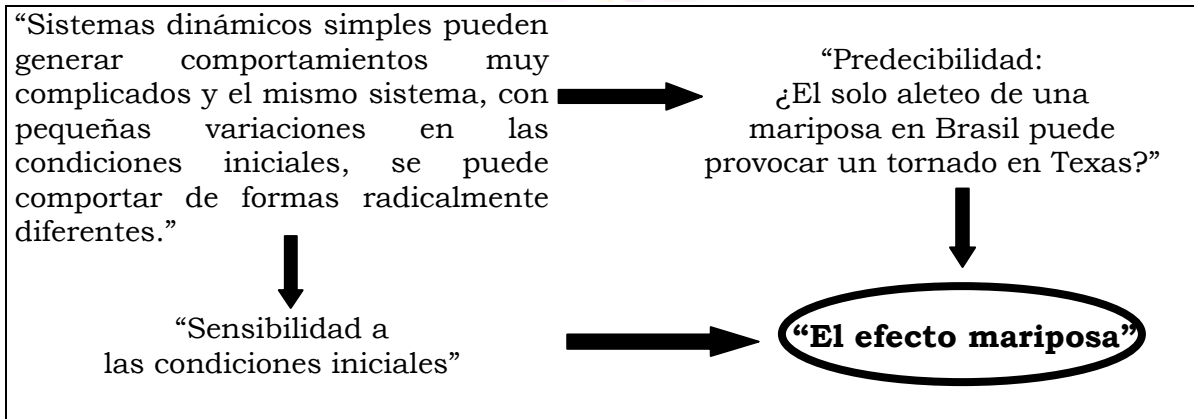 “Sistemas dinámicos simples pueden
generar comportamientos muy
complicados y el mismo sistema, con
pequeñas variaciones en las
condiciones iniciales, se puede
comportar de formas radicalmente
diferentes.”
“Predecibilidad:
¿El solo aleteo de una
mariposa en Brasil puede
provocar un tornado en Texas?”
“Sensibilidad a
las condiciones iniciales”
“El efecto mariposa”